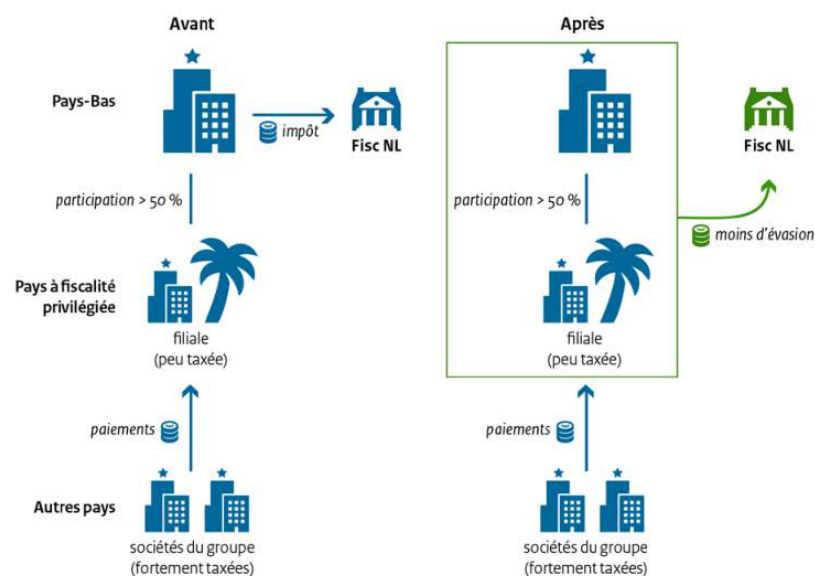 Avant
Après
Pays-Bas
impôt
Fisc NL
Fisc NL
participation > 50 %
participation > 50 %
moins d’évasion
Pays à fiscalité
privilégiée
filiale
(peu taxée)
filiale
(peu taxée)
paiements
paiements
Autres pays
sociétés du groupe
(fortement taxées)
sociétés du groupe
(fortement taxées)